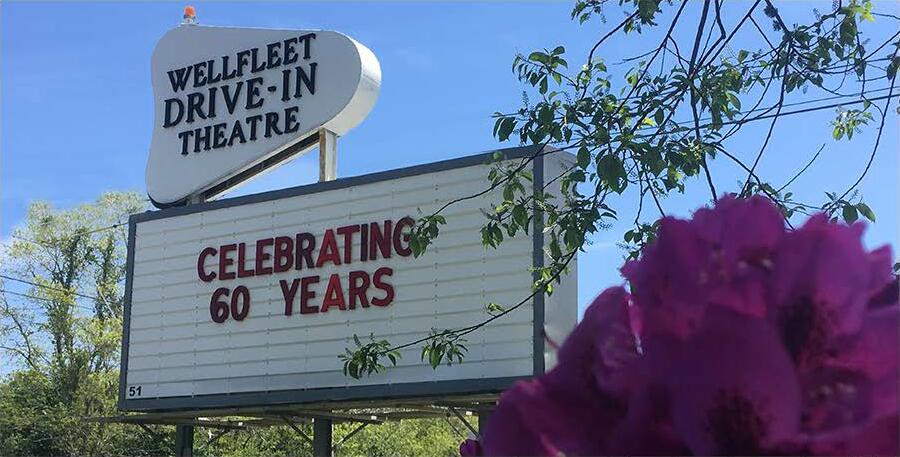 WELLFLEET
DRIVE-IN
THEATRE
CELEBRATING
60 YEARS
51